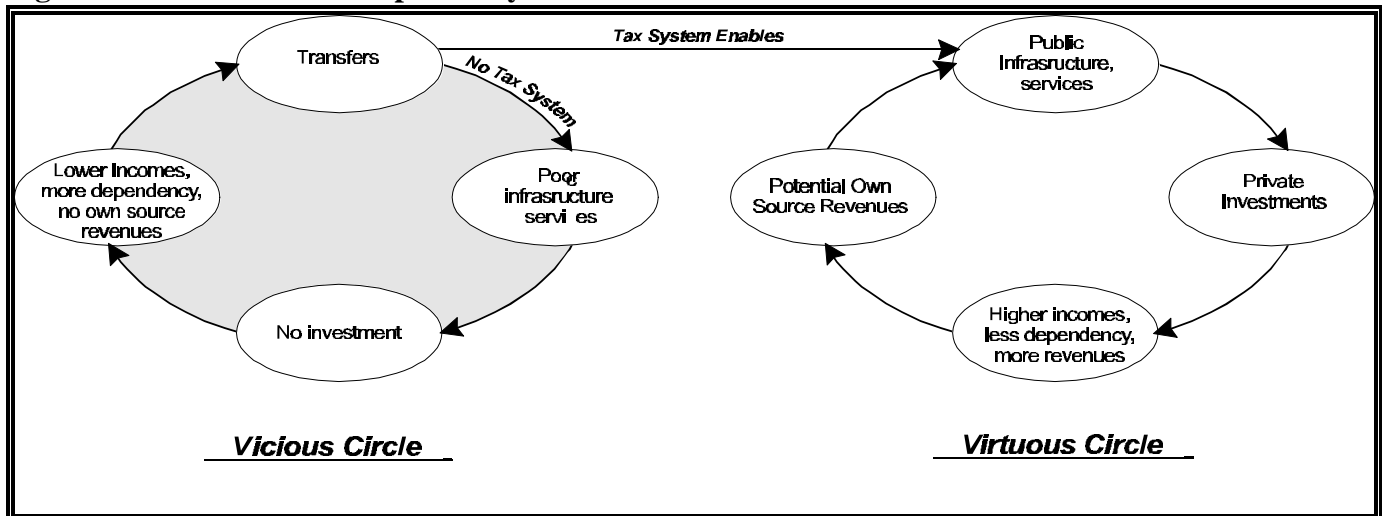 Tax System Enables
Transfers
No Tax System
Poor
infrasructure
services
No investment
Lower Incomes,
more dependency,
no own source
revenues
Vicious Circle
Public
Infrasructure,
services
Private
Investments
Higher incomes,
less dependency,
more revenues
Potential Own
Source Revenues
Virtuous Circle